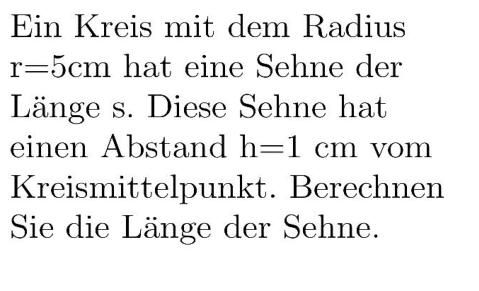 Ein Kreis mit dem Radius
r=5cm hat eine Sehne der
Länge s. Diese Sehne hat
einen Abstand h=1 cm vom
Kreismittelpunkt. Berechnen
Sie die Länge der Sehne.